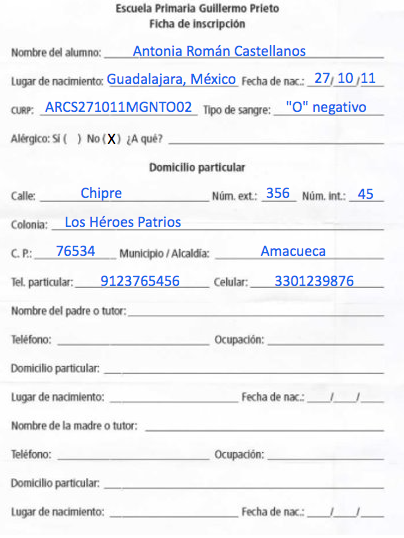 Escuela Primaria Guillermo Prieto
Ficha de inscripción
Nombre del alumno: Antonia Román Castellanos
Lugar de nacimiento: Guadalajara, México Fecha de nac.: 27/ 10 /11
CURP: ARCS271011MGNTO02 Tipo de sangre: "O" negativo
Alérgico: Sí ( ) No (X) ¿A qué?
Domicilio particular
Calle: Chipre Núm. ext.: 356 Núm. int.: 45
Colonia: Los Héroes Patrios
C. P.: 76534 Municipio / Alcaldía: Amacueca
Tel. particular: 9123765456 Celular: 3301239876
Nombre del padre o tutor:
Teléfono: Ocupación:
Domicilio particular:
Lugar de nacimiento: Fecha de nac.: / /
Nombre de la madre o tutor:
Teléfono: Ocupación:
Domicilio particular:
Lugar de nacimiento: Fecha de nac.: / /